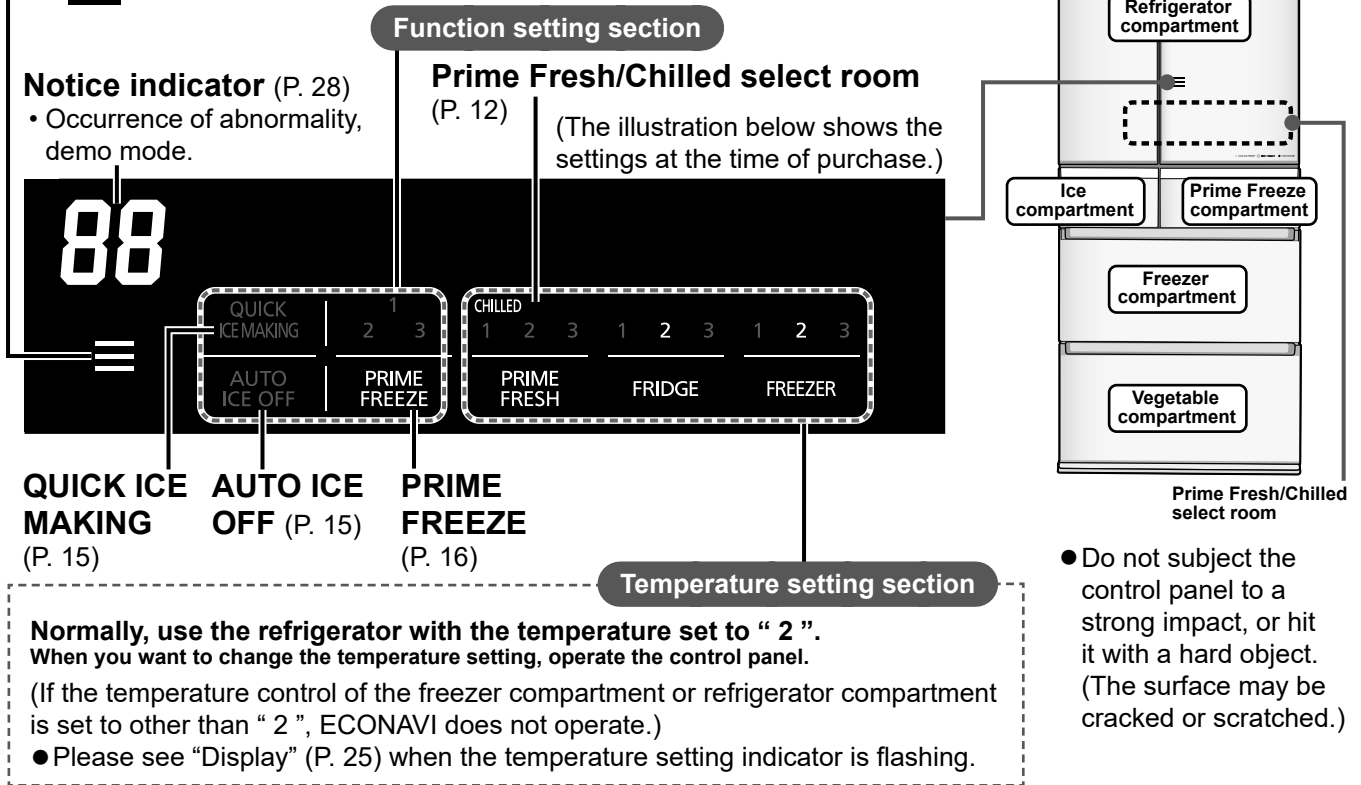 Function setting section
Notice indicator (P. 28)
• Occurrence of abnormality,
demo mode.
Prime Fresh/Chilled select room
(P. 12)
(The illustration below shows the
settings at the time of purchase.)
88
QUICK
ICE MAKING
1
2 3
CHILLED
1 2 3
1 2 3
1 2 3
AUTO
ICE OFF
PRIME
FREEZE
PRIME
FRESH
FRIDGE
FREEZER
QUICK ICE
MAKING
(P. 15)
AUTO ICE
OFF (P. 15)
PRIME
FREEZE
(P. 16)
Temperature setting section
Normally, use the refrigerator with the temperature set to “ 2 ”.
When you want to change the temperature setting, operate the control panel.
(If the temperature control of the freezer compartment or refrigerator compartment
is set to other than “ 2 ”, ECONAVI does not operate.)
●Please see “Display” (P. 25) when the temperature setting indicator is flashing.
Refrigerator
compartment
Ice
compartment
Prime Freeze
compartment
Freezer
compartment
Vegetable
compartment
Prime Fresh/Chilled
select room
●Do not subject the
control panel to a
strong impact, or hit
it with a hard object.
(The surface may be
cracked or scratched.)